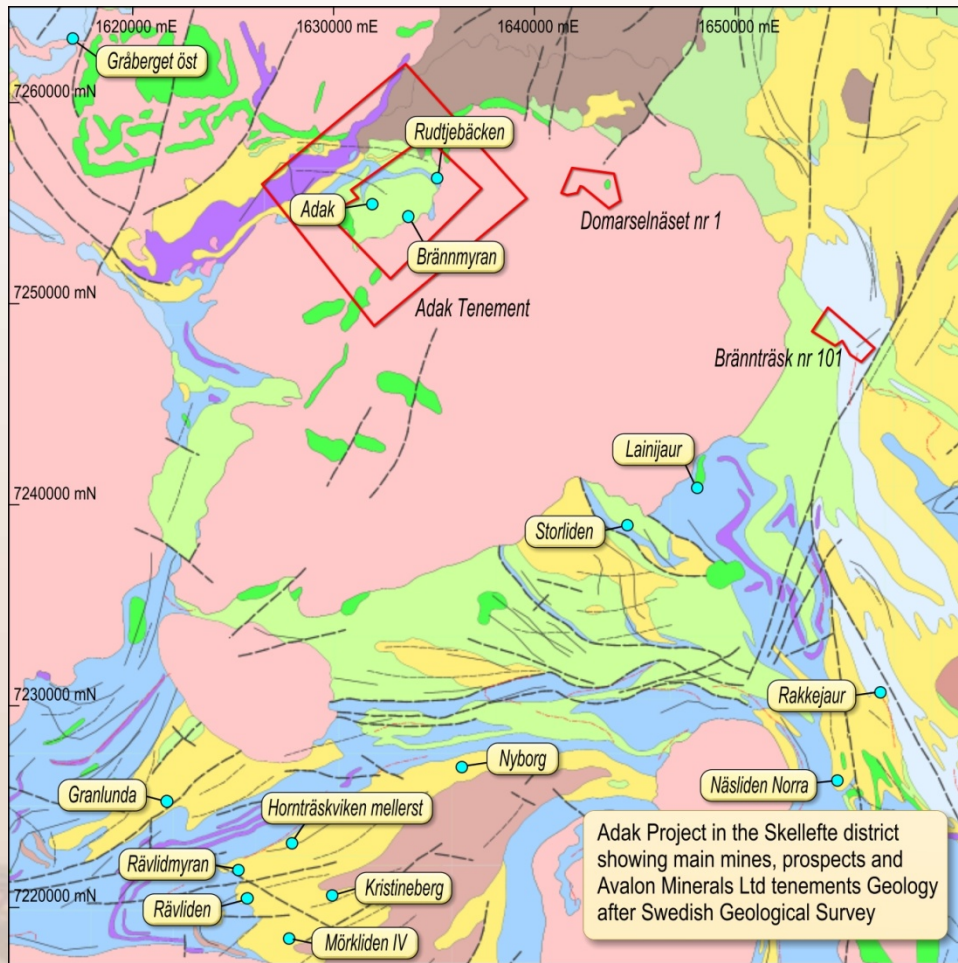 1620000 mE
1630000 mE
1640000 mE
1650000 mE
Gråberget öst
7260000 mN
Rudtjebäcken
Adak
Domarselnäset nr 1
Brännmyran
7250000 mN
Adak Tenement
Brännträsk nr 101
Lainijaur
7240000 mN
Storliden
7230000 mN
Rakkejaur
Nyborg
Näsliden Norra
Granlunda
Hornträskviken mellerst
Rävlidmyran
Kristineberg
7220000 mN
Rävliden
Mörkliden IV
Adak Project in the Skellefte district
showing main mines, prospects and
Avalon Minerals Ltd tenements Geology
after Swedish Geological Survey